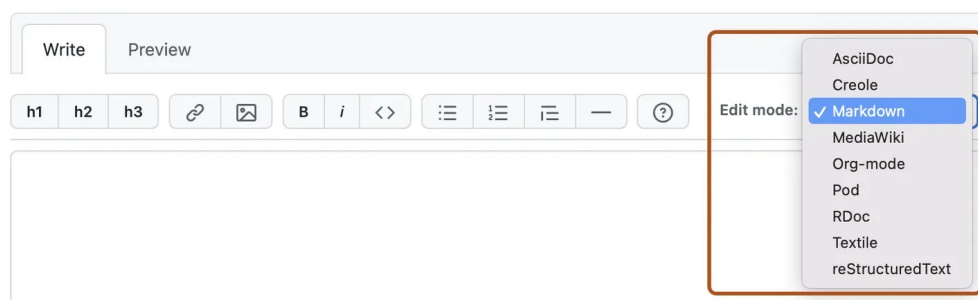 Write Preview
h1 h2 h3 B i <> Edit mode:
AsciiDoc
Creole
✓ Markdown
MediaWiki
Org-mode
Pod
RDoc
Textile
reStructuredText